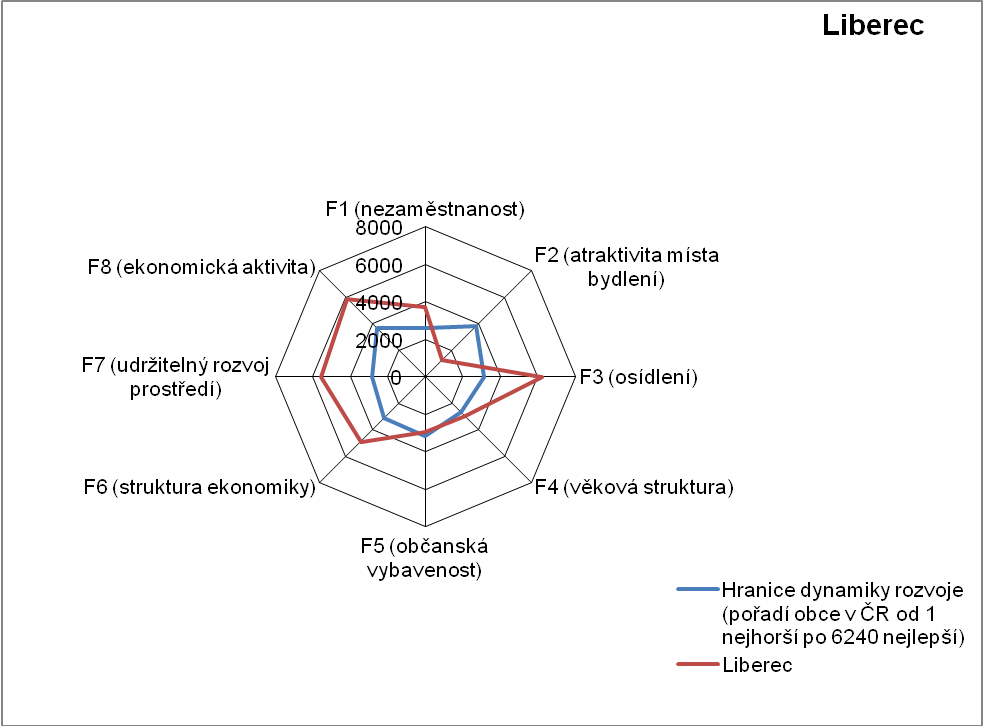 Liberec
F1 (nezaměstnanost)
8000
6000
4000
2000
0
F2 (atraktivita místa
bydlení)
F3 (osídlení)
F4 (věková struktura)
F5 (občanská
vybavenost)
F6 (struktura ekonomiky)
F7 (udržitelný rozvoj
prostředí)
F8 (ekonomická aktivita)
Hranice dynamiky rozvoje
(pořadí obce v ČR od 1
nejhorší po 6240 nejlepší)
Liberec